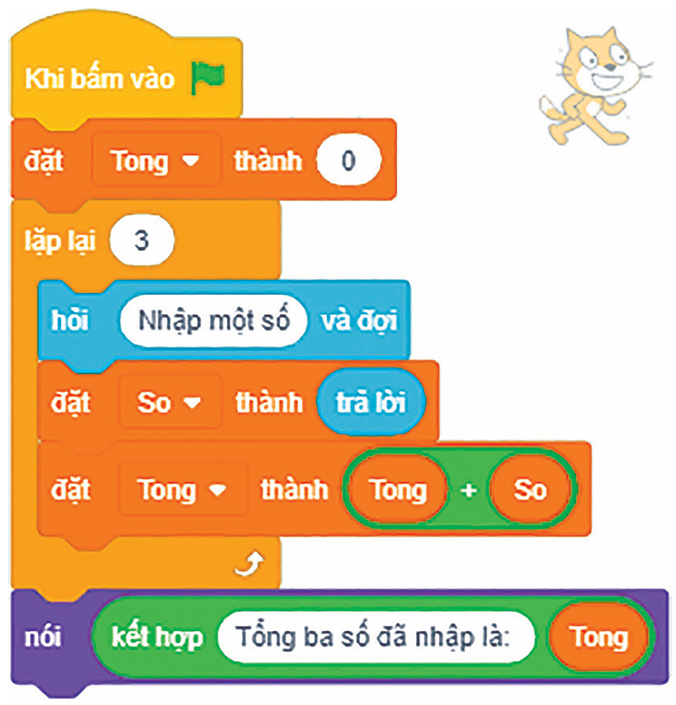 Khi bấm vào
đặt Tong thành 0
lặp lại 3
hỏi Nhập một số và đợi
đặt So thành trả lời
đặt Tong thành Tong + So
nói kết hợp Tổng ba số đã nhập là: Tong